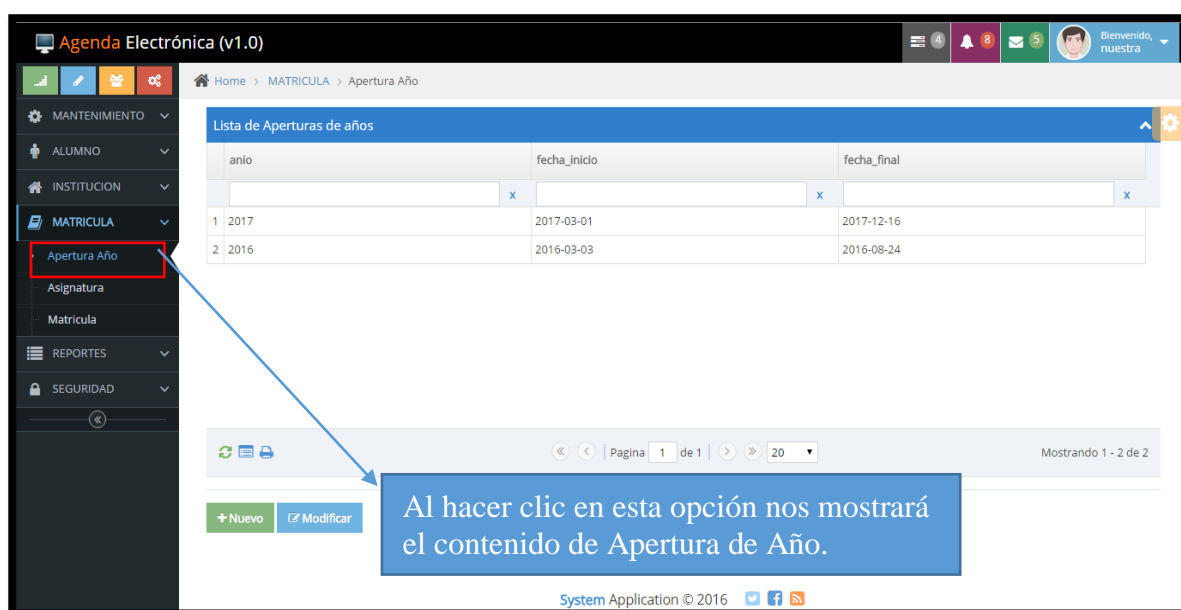 Agenda Electrónica (v1.0)
4
8
5
Bienvenido,
nuestra
Home > MATRICULA > Apertura Año
MANTENIMIENTO
ALUMNO
INSTITUCION
MATRICULA
Apertura Año
Asignatura
Matricula
REPORTES
SEGURIDAD
Lista de Aperturas de años
anio fecha_inicio fecha_final
x x x
1 2017 2017-03-01 2017-12-16
2 2016 2016-03-03 2016-08-24
Pagina 1 de 1 20 Mostrando 1 - 2 de 2
+ Nuevo Modificar
Al hacer clic en esta opción nos mostrará
el contenido de Apertura de Año.
System Application © 2016